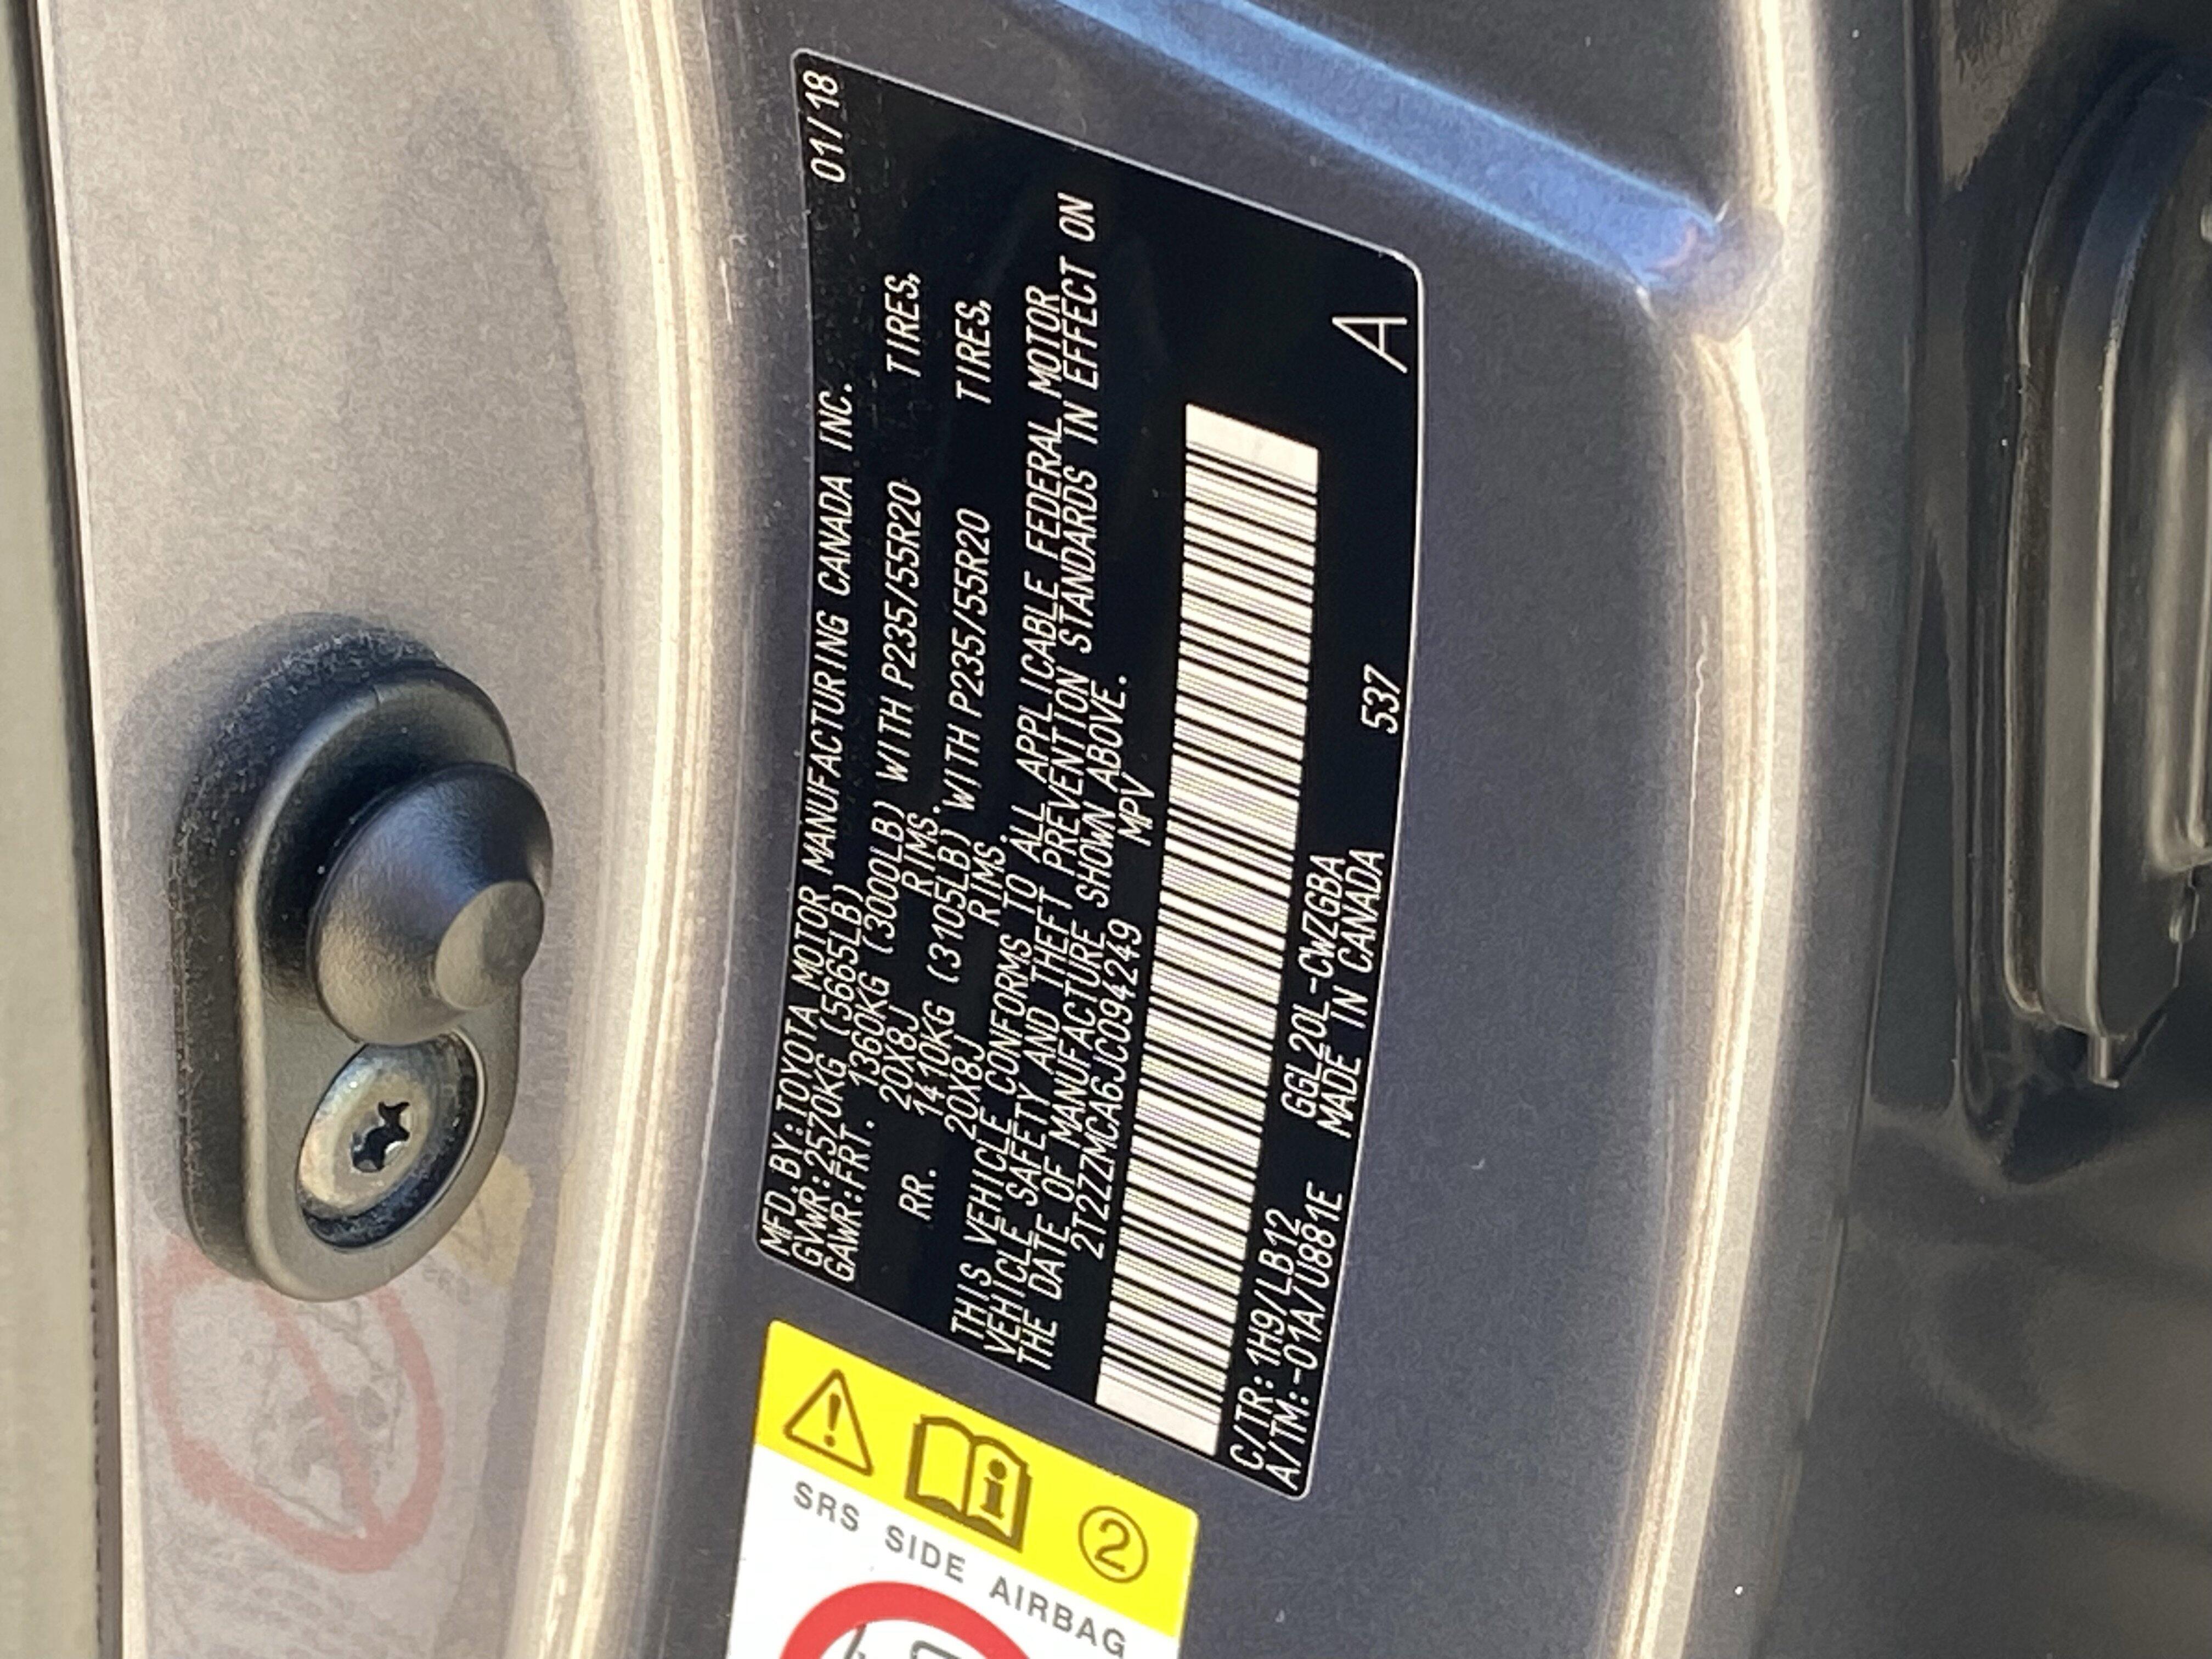 MFD.BY:TOYOTA MOTOR MANUFACTURING CANADA INC. 01/18
GVWR:2570KG (5665LB)
GAWR:FRT. 1360KG (3000LB) WITH P235/55R20 TIRES,
20X8J RIMS.
RR. 1410KG (3105LB) WITH P235/55R20 TIRES,
20X8J RIMS.
THIS VEHICLE CONFORMS TO ALL APPLICABLE FEDERAL MOTOR
VEHICLE SAFETY AND THEFT PREVENTION STANDARDS IN EFFECT ON
THE DATE OF MANUFACTURE SHOWN ABOVE.
2T2ZZMCA6JC094249 MPV
C/TR:1H9/LB12 GGL20L-CWZGBA
A/TM:-01A/U881E MADE IN CANADA 537 A
2
SRS SIDE AIRBAG